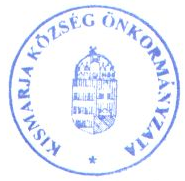 KISMARJA KÖZSÉG ÖNKORMÁNYZATA
*